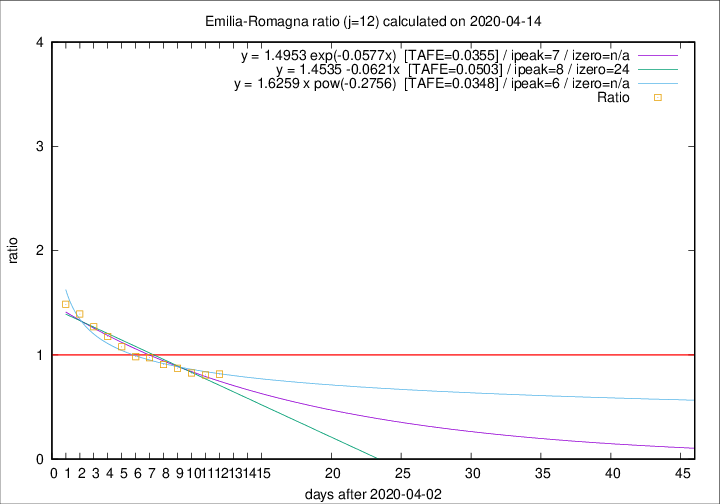 Emilia-Romagna ratio (j=12) calculated on 2020-04-14
y = 1.4953 exp(-0.0577x) [TAFE=0.0355] / ipeak=7 / izero=n/a
y = 1.4535 -0.0621x [TAFE=0.0503] / ipeak=8 / izero=24
y = 1.6259 x pow(-0.2756) [TAFE=0.0348] / ipeak=6 / izero=n/a
Ratio
4
3
2
1
0
ratio
0 1 2 3 4 5 6 7 8 9 10 11 12 13 14 15 20 25 30 35 40 45
days after 2020-04-02